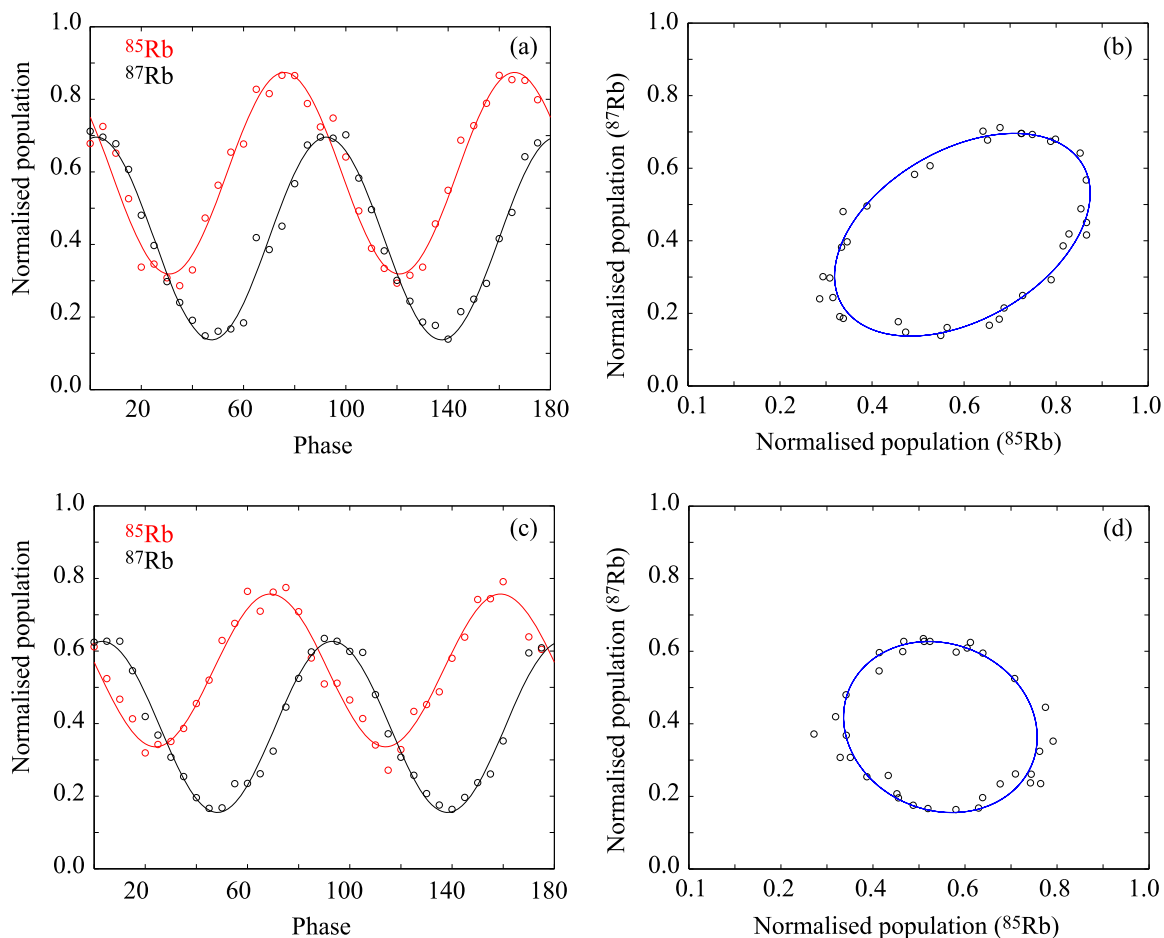 1.0
0.8
0.6
0.4
0.2
0.0
Normalised population
⁸⁵Rb
⁸⁷Rb
(a)
20 60 100 140 180
Phase
1.0
0.8
0.6
0.4
0.2
0.0
Normalised population (⁸⁷Rb)
(b)
0.1 0.2 0.4 0.6 0.8 1.0
Normalised population (⁸⁵Rb)
1.0
0.8
0.6
0.4
0.2
0.0
Normalised population
⁸⁵Rb
⁸⁷Rb
(c)
20 60 100 140 180
Phase
1.0
0.8
0.6
0.4
0.2
0.0
Normalised population (⁸⁷Rb)
(d)
0.1 0.2 0.4 0.6 0.8 1.0
Normalised population (⁸⁵Rb)